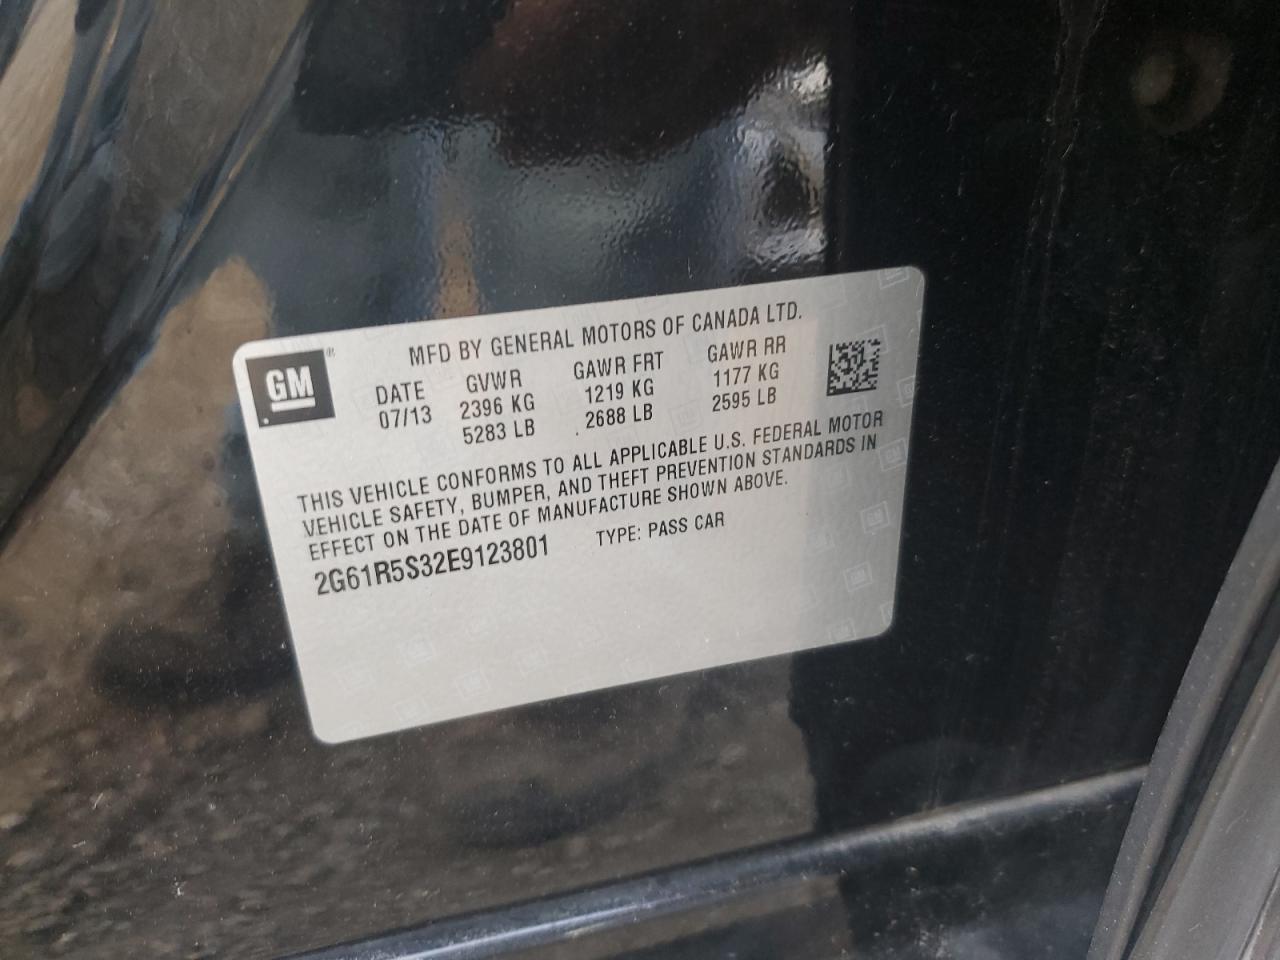 GM
MFD BY GENERAL MOTORS OF CANADA LTD.
DATE GVWR GAWR FRT GAWR RR
07/13 2396 KG 1219 KG 1177 KG
5283 LB 2688 LB 2595 LB
THIS VEHICLE CONFORMS TO ALL APPLICABLE U.S. FEDERAL MOTOR
VEHICLE SAFETY, BUMPER, AND THEFT PREVENTION STANDARDS IN
EFFECT ON THE DATE OF MANUFACTURE SHOWN ABOVE.
2G61R5S32E9123801 TYPE: PASS CAR